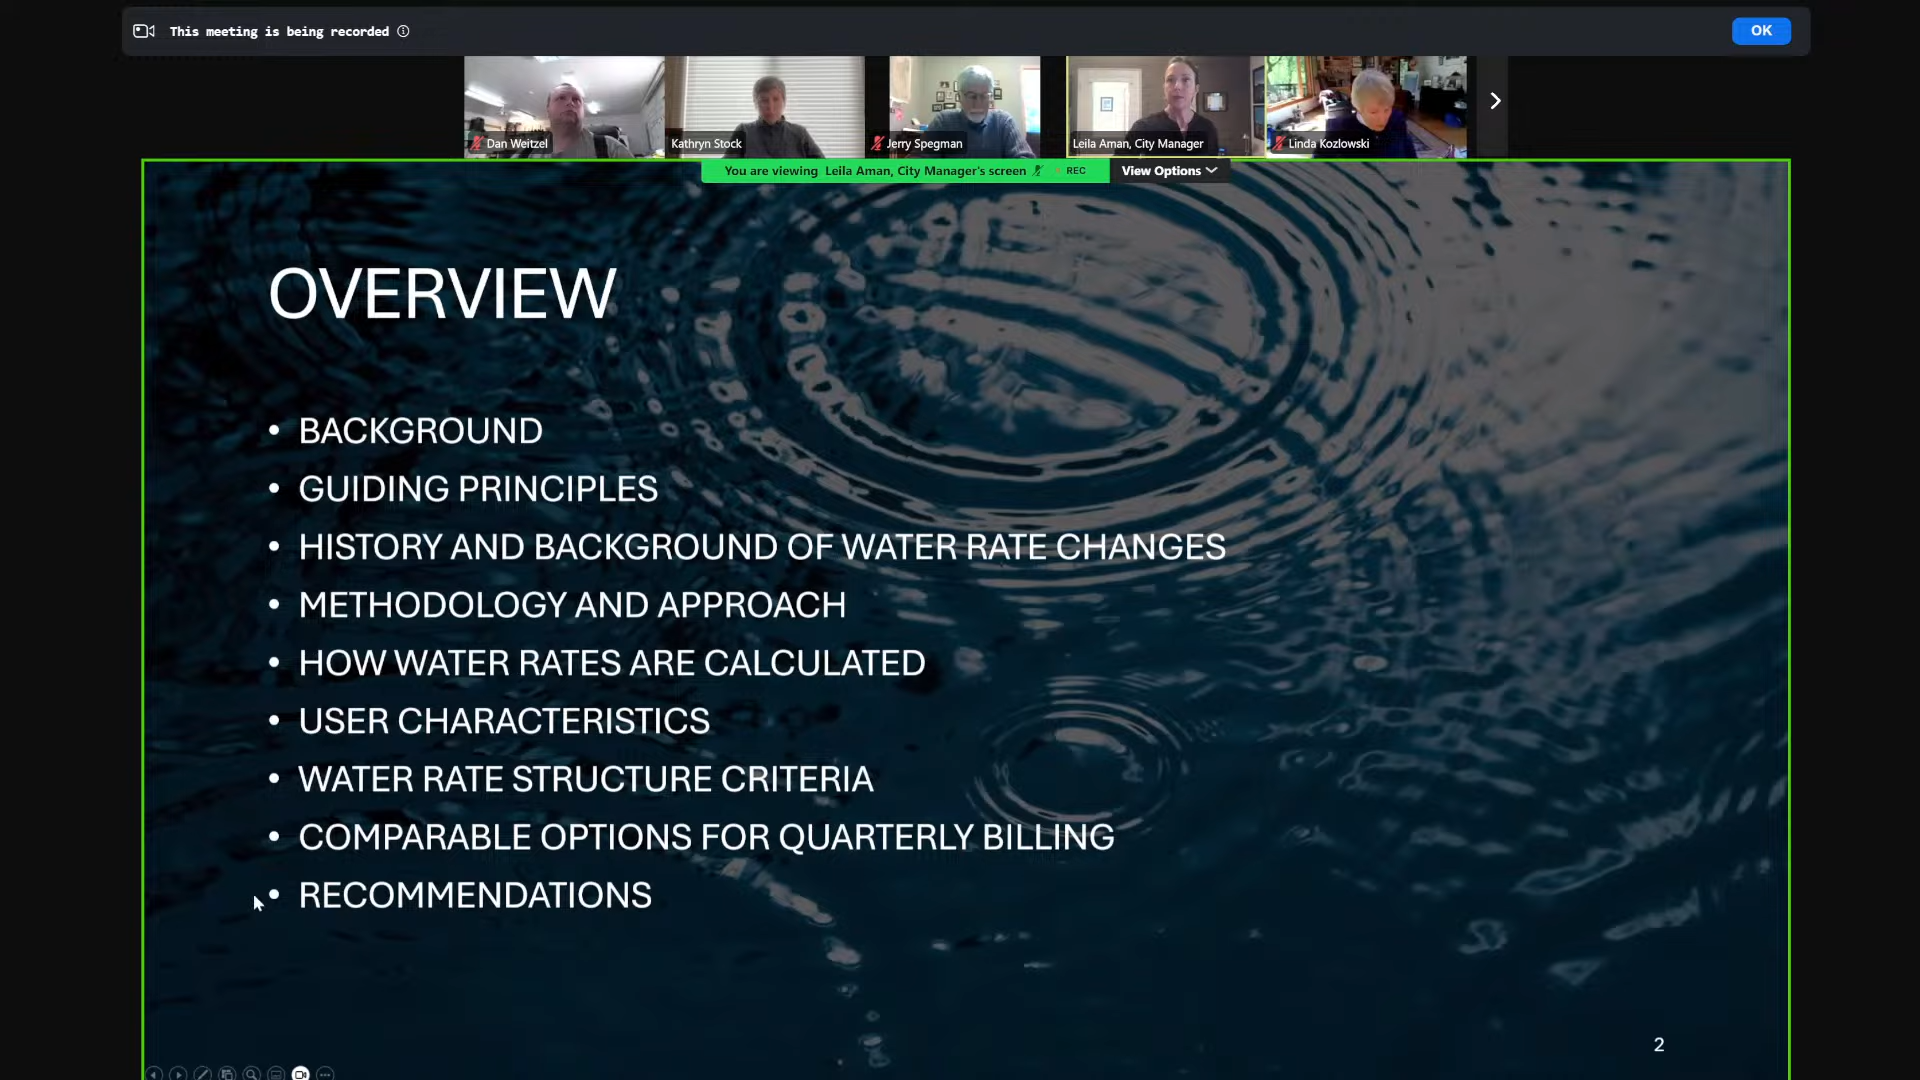 This meeting is being recorded
OK
Dan Weitzel
Kathryn Stock
Jerry Spegman
Leila Aman, City Manager
Linda Kozlowski
You are viewing Leila Aman, City Manager's screen
REC
View Options
OVERVIEW
• BACKGROUND
• GUIDING PRINCIPLES
• HISTORY AND BACKGROUND OF WATER RATE CHANGES
• METHODOLOGY AND APPROACH
• HOW WATER RATES ARE CALCULATED
• USER CHARACTERISTICS
• WATER RATE STRUCTURE CRITERIA
• COMPARABLE OPTIONS FOR QUARTERLY BILLING
• RECOMMENDATIONS
2